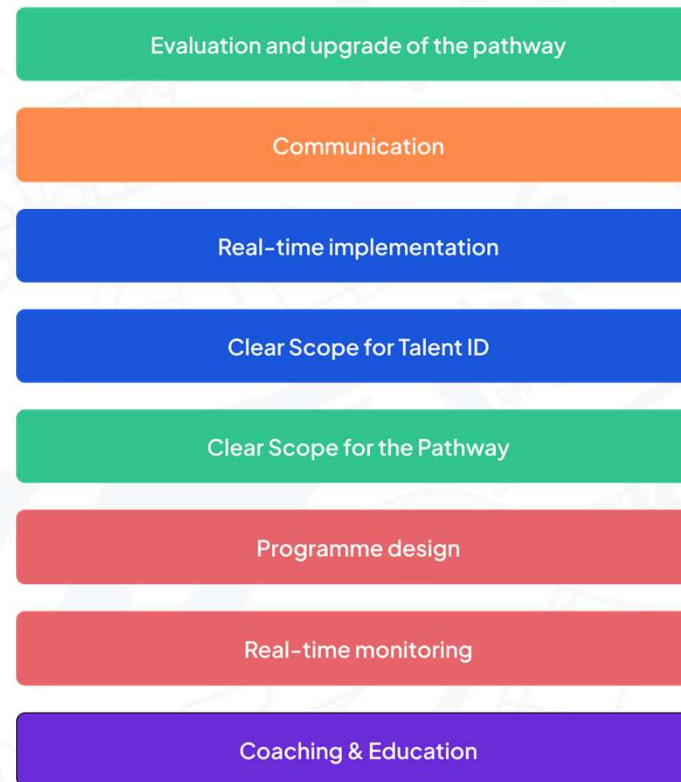 Evaluation and upgrade of the pathway
Communication
Real-time implementation
Clear Scope for Talent ID
Clear Scope for the Pathway
Programme design
Real-time monitoring
Coaching & Education